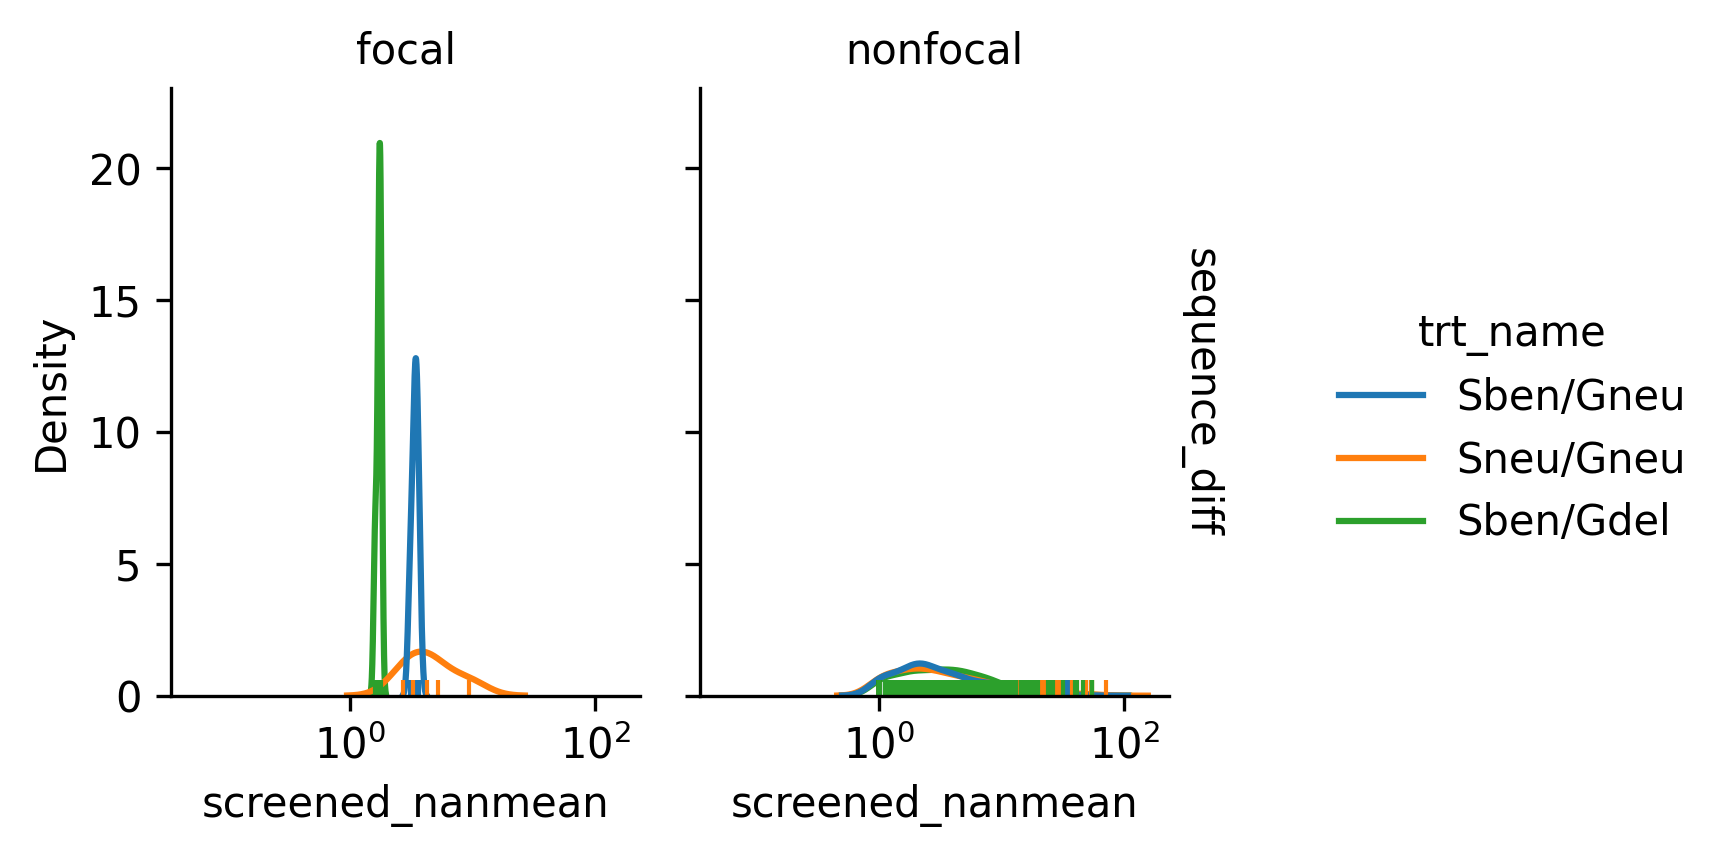 focal
nonfocal
Density
20
15
10
5
0
10^0
10^2
screened_nanmean
10^0
10^2
screened_nanmean
sequence_diff
trt_name
Sben/Gneu
Sneu/Gneu
Sben/Gdel